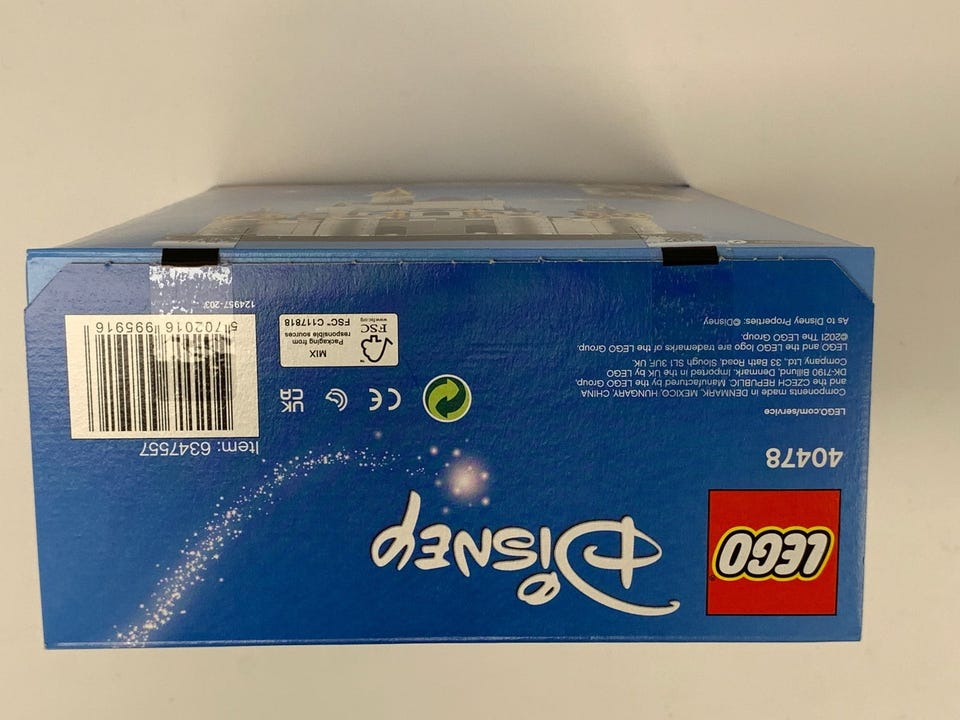 LEGO
DISNEY
40478
LEGO.com/service
Components made in DENMARK, MEXICO, HUNGARY, CHINA
and the CZECH REPUBLIC. Manufactured by the LEGO Group,
DK-7190 Billund, Denmark. Imported in the UK by LEGO
Company Ltd., 33 Bath Road, Slough SL1 3UF, UK.
LEGO and the LEGO logo are trademarks of the LEGO Group.
©2021 The LEGO Group.
As to Disney Properties: ©Disney
CE
UK
CA
MIX
Packaging from
responsible sources
FSC® C117818
FSC
www.fsc.org
Item: 6347557
5 702016 995916
124957-203